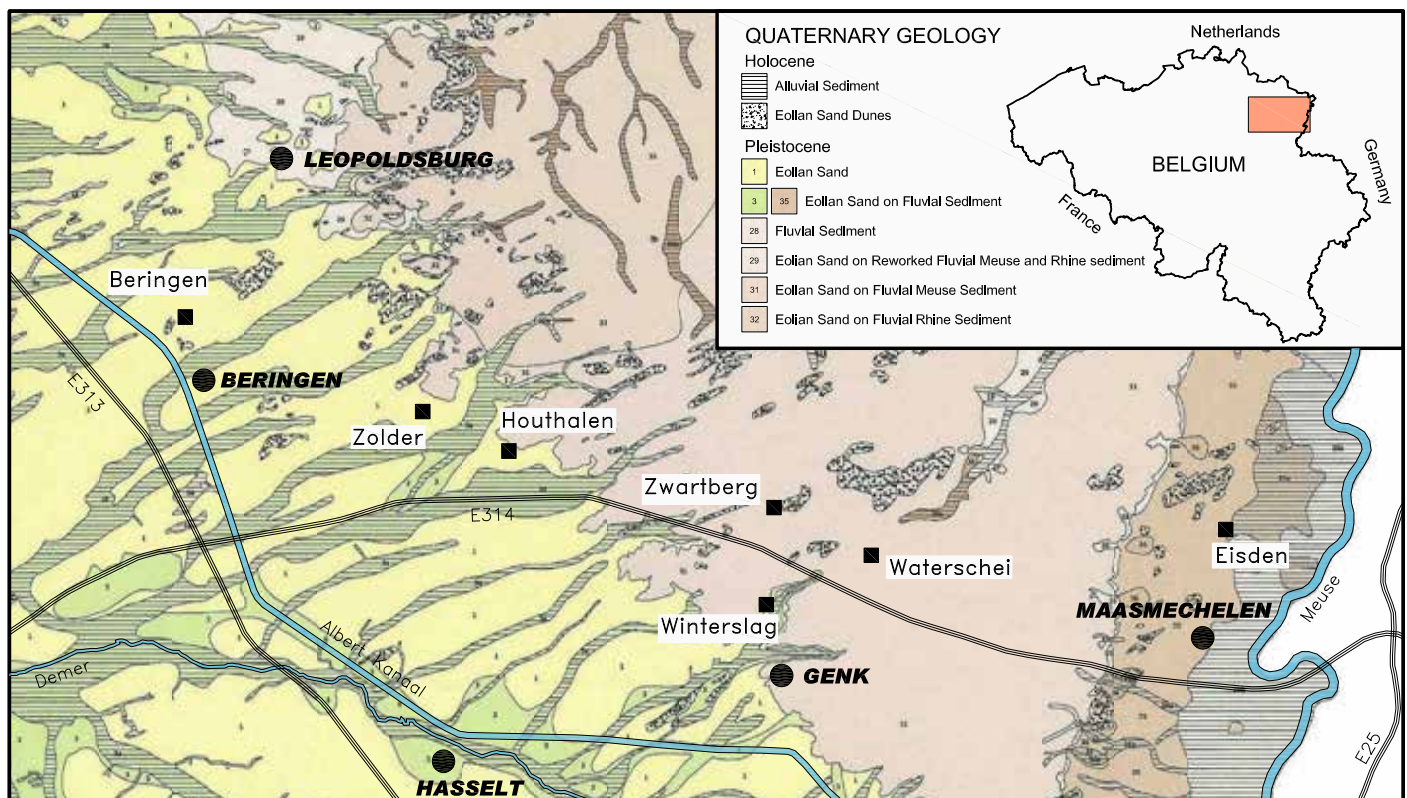 QUATERNARY GEOLOGY
Holocene
Alluvial Sediment
Eolian Sand Dunes
Pleistocene
1 Eolian Sand
3 35 Eolian Sand on Fluvial Sediment
28 Fluvial Sediment
29 Eolian Sand on Reworked Fluvial Meuse and Rhine sediment
31 Eolian Sand on Fluvial Meuse Sediment
32 Eolian Sand on Fluvial Rhine Sediment
Netherlands
BELGIUM
Germany
France
LEOPOLDSBURG
Beringen
BERINGEN
E313
Zolder
Houthalen
Zwartberg
E314
Waterschei
Eisden
Winterslag
MAASMECHELEN
Meuse
Albert Kanaal
Demer
GENK
E25
HASSELT